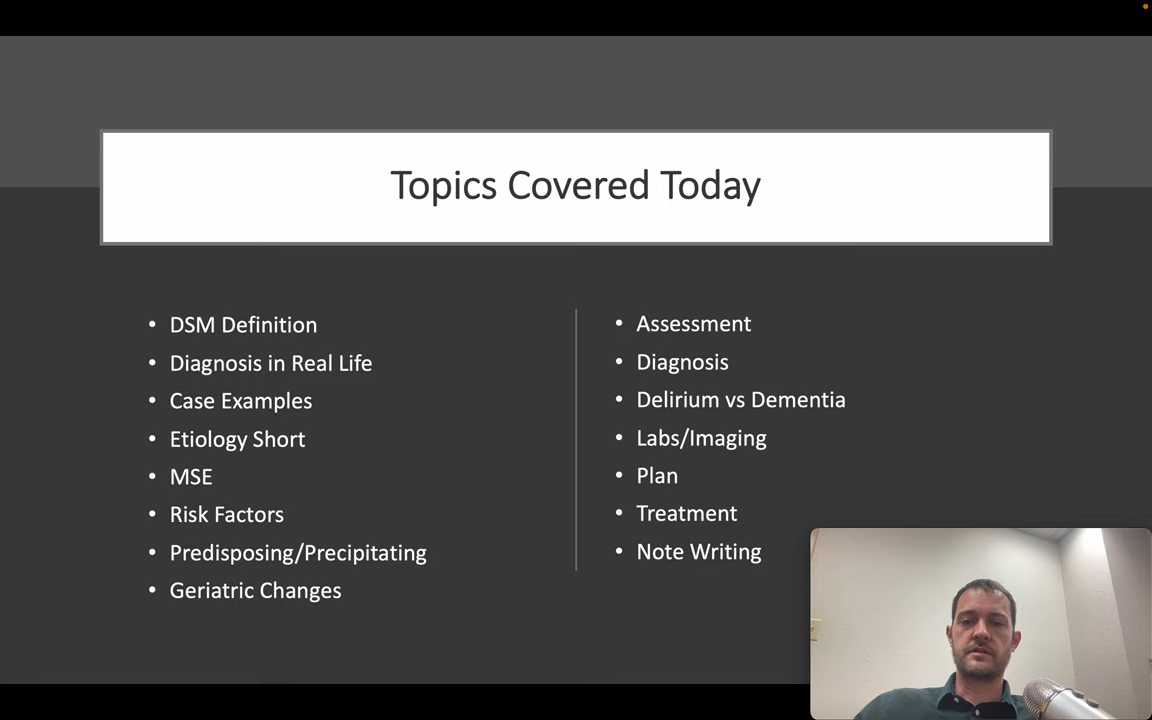 Topics Covered Today
• DSM Definition
• Diagnosis in Real Life
• Case Examples
• Etiology Short
• MSE
• Risk Factors
• Predisposing/Precipitating
• Geriatric Changes
• Assessment
• Diagnosis
• Delirium vs Dementia
• Labs/Imaging
• Plan
• Treatment
• Note Writing